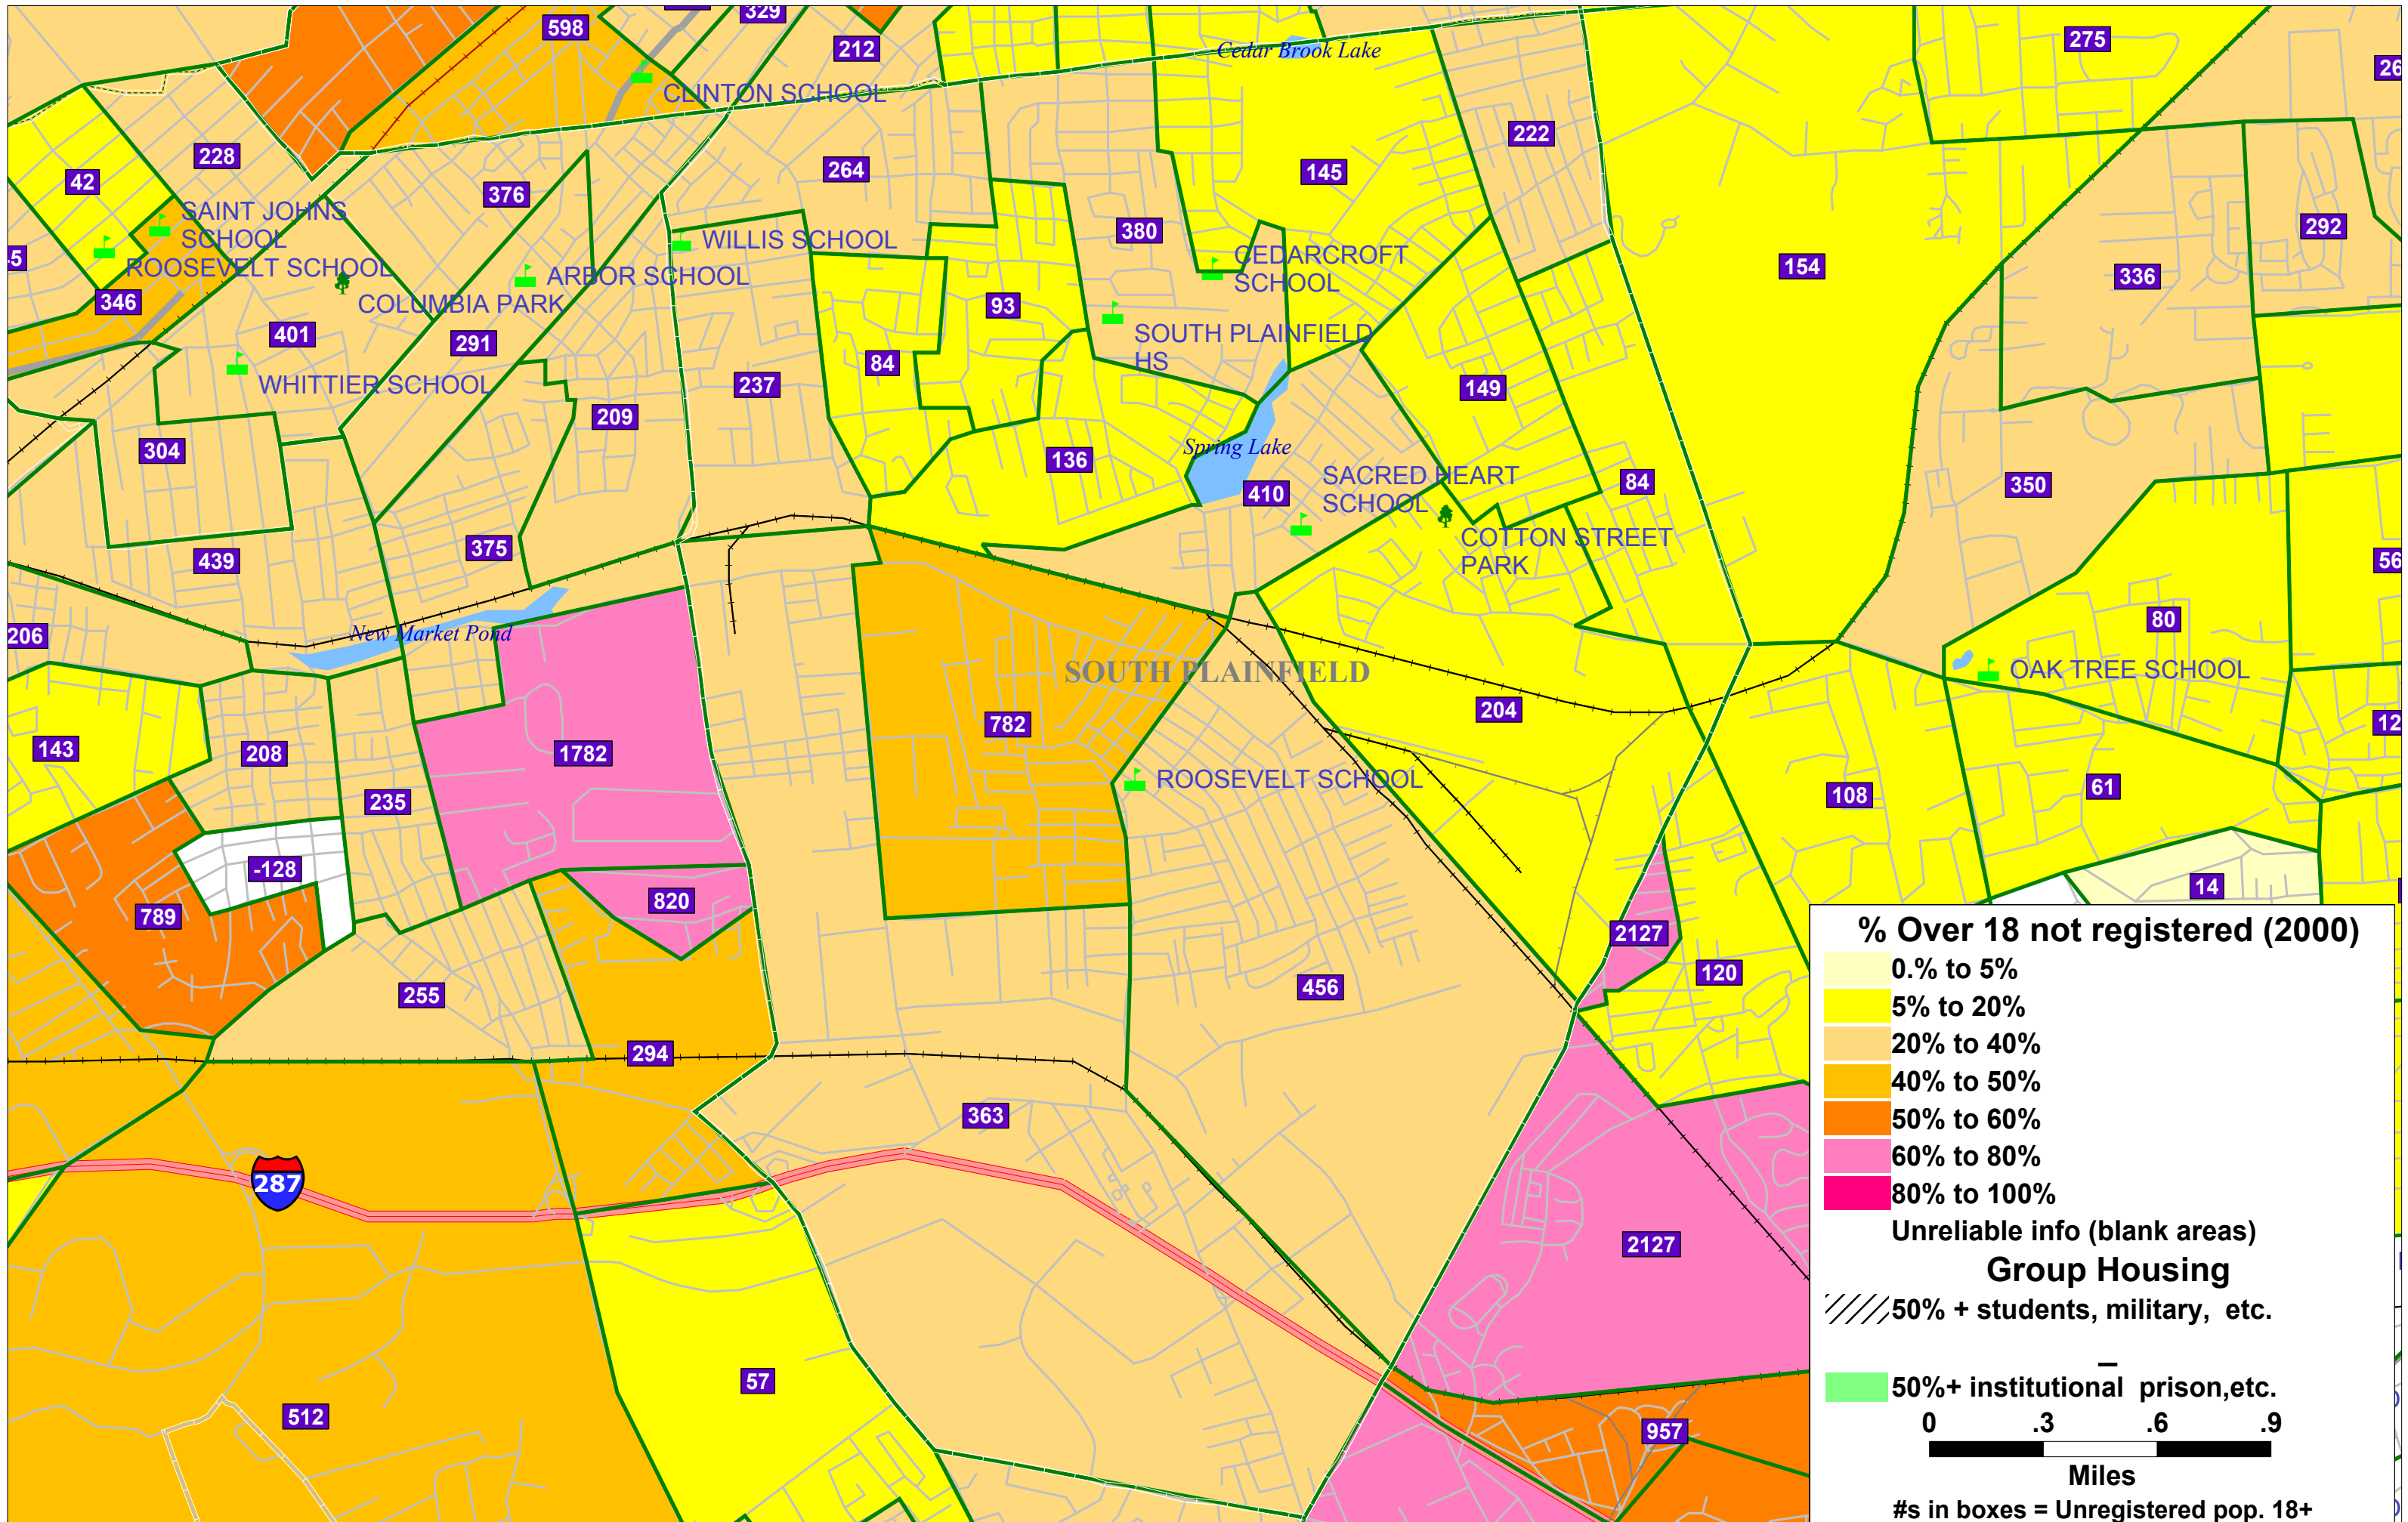 598
329
212
Cedar Brook Lake
275
CLINTON SCHOOL
228
264
222
145
42
376
SAINT JOHNS
SCHOOL
WILLIS SCHOOL
380
292
ROOSEVELT SCHOOL
ARBOR SCHOOL
CEDARCROFT
SCHOOL
154
336
346
COLUMBIA PARK
93
401
291
SOUTH PLAINFIELD
HS
84
WHITTIER SCHOOL
237
149
209
304
136
Spring Lake
SACRED HEART
SCHOOL
410
84
350
439
375
COTTON STREET
PARK
206
New Market Pond
80
SOUTH PLAINFIELD
OAK TREE SCHOOL
204
143
208
1782
782
ROOSEVELT SCHOOL
61
108
235
-128
14
820
789
2127
120
255
456
294
363
287
2127
57
512
957
% Over 18 not registered (2000)
0.% to 5%
5% to 20%
20% to 40%
40% to 50%
50% to 60%
60% to 80%
80% to 100%
Unreliable info (blank areas)
Group Housing
50% + students, military, etc.
50%+ institutional prison,etc.
0 .3 .6 .9
Miles
#s in boxes = Unregistered pop. 18+